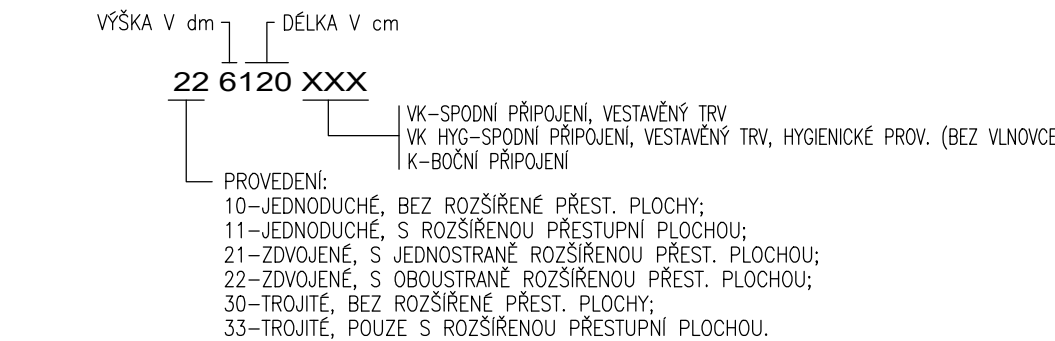 VÝŠKA V dm DÉLKA V cm
22 6120 XXX
VK-SPODNÍ PŘIPOJENÍ, VESTAVĚNÝ TRV
VK HYG-SPODNÍ PŘIPOJENÍ, VESTAVĚNÝ TRV, HYGIENICKÉ PROV. (BEZ VLNOVCE
K-BOČNÍ PŘIPOJENÍ
PROVEDENÍ:
10-JEDNODUCHÉ, BEZ ROZŠÍŘENÉ PŘEST. PLOCHY;
11-JEDNODUCHÉ, S ROZŠÍŘENOU PŘESTUPNÍ PLOCHOU;
21-ZDVOJENÉ, S JEDNOSTRANĚ ROZŠÍŘENOU PŘEST. PLOCHOU;
22-ZDVOJENÉ, S OBOUSTRANĚ ROZŠÍŘENOU PŘEST. PLOCHOU;
30-TROJITÉ, BEZ ROZŠÍŘENÉ PŘEST. PLOCHY;
33-TROJITÉ, POUZE S ROZŠÍŘENOU PŘESTUPNÍ PLOCHOU.